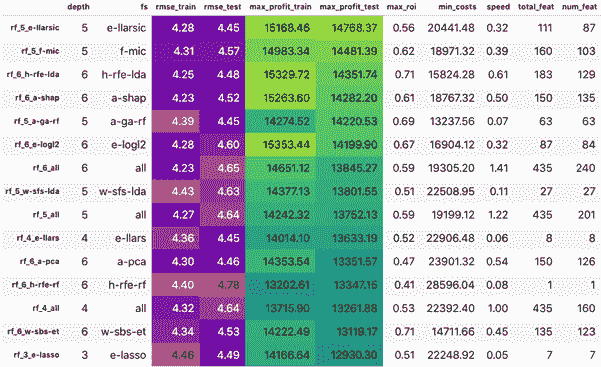 depth fs rmse_train rmse_test max_profit_train max_profit_test max_roi min_costs speed total_feat num_feat
rf_5_e-llarsic 5 e-llarsic 4.28 4.45 15168.46 14768.37 0.56 20441.48 0.32 111 87
rf_5_f-mic 5 f-mic 4.31 4.57 14983.34 14481.39 0.62 18971.32 0.39 160 103
rf_6_h-rfe-lda 6 h-rfe-lda 4.25 4.48 15329.72 14351.74 0.71 15824.28 0.61 183 129
rf_6_a-shap 6 a-shap 4.23 4.52 15263.60 14282.20 0.61 18767.32 0.50 150 135
rf_5_a-ga-rf 5 a-ga-rf 4.39 4.45 14274.52 14220.53 0.69 13237.56 0.07 63 63
rf_6_e-logl2 6 e-logl2 4.28 4.60 15353.44 14199.90 0.67 16904.12 0.32 87 84
rf_6_all 6 all 4.23 4.65 14651.12 13845.27 0.59 19305.20 1.41 435 240
rf_5_w-sfs-lda 5 w-sfs-lda 4.43 4.63 14377.13 13801.55 0.51 22508.95 0.11 27 27
rf_5_all 5 all 4.27 4.64 14242.32 13752.13 0.59 19199.12 1.22 435 201
rf_4_e-llars 4 e-llars 4.36 4.45 14014.10 13633.19 0.52 22906.48 0.06 8 8
rf_6_a-pca 6 a-pca 4.30 4.46 14353.54 13351.57 0.47 23901.32 0.54 150 126
rf_6_h-rfe-rf 6 h-rfe-rf 4.40 4.78 13202.61 13347.15 0.41 28596.04 0.08 1 1
rf_4_all 4 all 4.32 4.64 13715.90 13261.88 0.53 22392.40 1.00 435 160
rf_6_w-sbs-et 6 w-sbs-et 4.34 4.53 14222.49 13119.17 0.71 14711.66 0.45 135 123
rf_3_e-lasso 3 e-lasso 4.46 4.49 14166.64 12930.30 0.51 22248.92 0.05 7 7